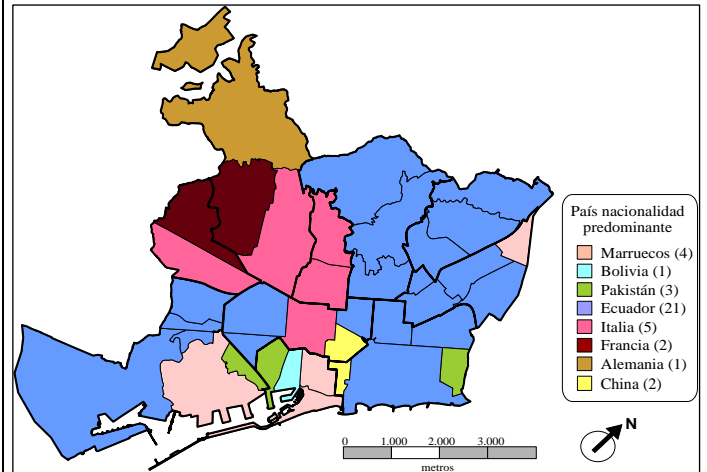 País nacionalidad
predominante
Marruecos (4)
Bolivia (1)
Pakistán (3)
Ecuador (21)
Italia (5)
Francia (2)
Alemania (1)
China (2)
N
0 1.000 2.000 3.000
metros